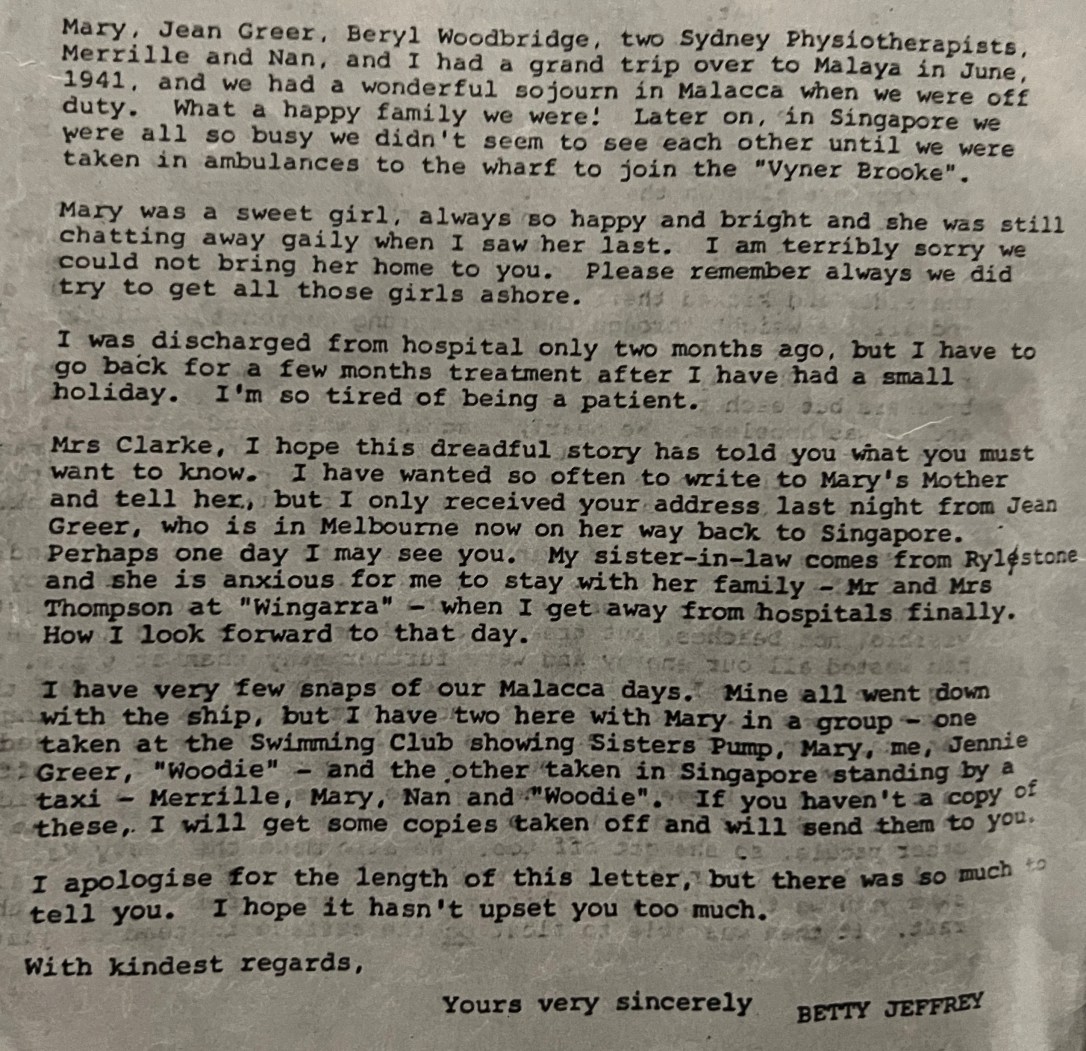 Mary, Jean Greer, Beryl Woodbridge, two Sydney Physiotherapists,
Merrille and Nan, and I had a grand trip over to Malaya in June,
1941, and we had a wonderful sojourn in Malacca when we were off
duty. What a happy family we were! Later on, in Singapore we
were all so busy we didn't seem to see each other until we were
taken in ambulances to the wharf to join the "Vyner Brooke".
Mary was a sweet girl, always so happy and bright and she was still
chatting away gaily when I saw her last. I am terribly sorry we
could not bring her home to you. Please remember always we did
try to get all those girls ashore.
I was discharged from hospital only two months ago, but I have to
go back for a few months treatment after I have had a small
holiday. I'm so tired of being a patient.
Mrs Clarke, I hope this dreadful story has told you what you must
want to know. I have wanted so often to write to Mary's Mother
and tell her, but I only received your address last night from Jean
Greer, who is in Melbourne now on her way back to Singapore.
Perhaps one day I may see you. My sister-in-law comes from Rylstone
and she is anxious for me to stay with her family - Mr and Mrs
Thompson at "Wingarra" - when I get away from hospitals finally.
How I look forward to that day.
I have very few snaps of our Malacca days. Mine all went down
with the ship, but I have two here with Mary in a group - one
taken at the Swimming Club showing Sisters Pump, Mary, me, Jennie
Greer, "Woodie" - and the other taken in Singapore standing by a
taxi - Merrille, Mary, Nan and "Woodie". If you haven't a copy of
these, I will get some copies taken off and will send them to you.
I apologise for the length of this letter, but there was so much to
tell you. I hope it hasn't upset you too much.
With kindest regards,
Yours very sincerely BETTY JEFFREY